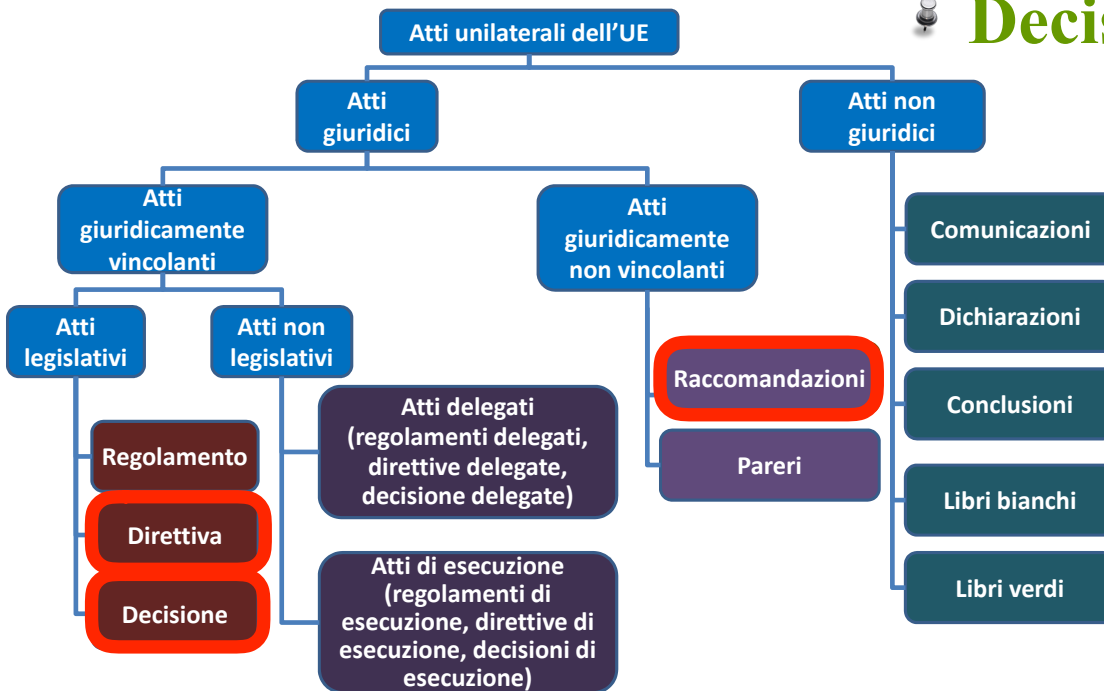 Atti unilaterali dell'UE
Atti
giuridici
Atti non
giuridici
Atti
giuridicamente
vincolanti
Atti
giuridicamente
non vincolanti
Atti
legislativi
Atti non
legislativi
Regolamento
Direttiva
Decisione
Atti delegati
(regolamenti delegati,
direttive delegate,
decisione delegate)
Atti di esecuzione
(regolamenti di
esecuzione, direttive di
esecuzione, decisioni di
esecuzione)
Raccomandazioni
Pareri
Comunicazioni
Dichiarazioni
Conclusioni
Libri bianchi
Libri verdi